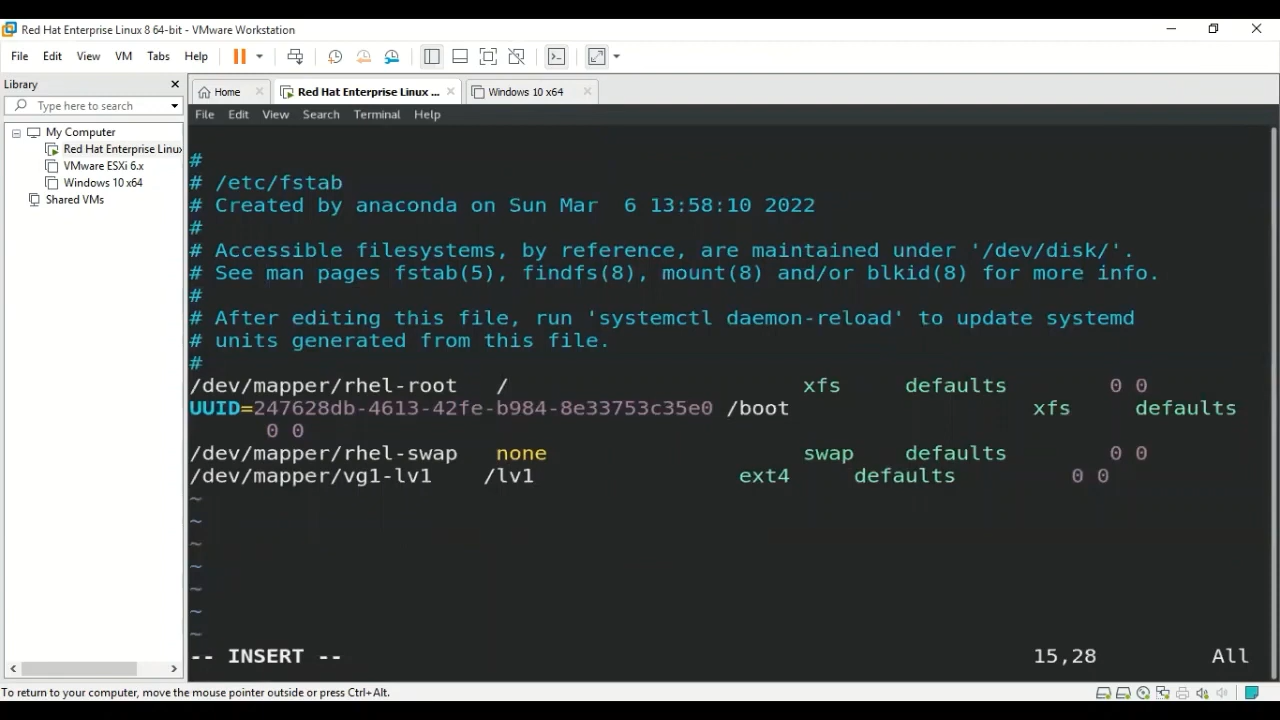 Red Hat Enterprise Linux 8 64-bit - VMware Workstation
File Edit View VM Tabs Help
Library
Type here to search
My Computer
Red Hat Enterprise Linux
VMware ESXi 6.x
Windows 10 x64
Shared VMs
Home Red Hat Enterprise Linux ... Windows 10 x64
File Edit View Search Terminal Help
#
# /etc/fstab
# Created by anaconda on Sun Mar  6 13:58:10 2022
#
# Accessible filesystems, by reference, are maintained under '/dev/disk/'.
# See man pages fstab(5), findfs(8), mount(8) and/or blkid(8) for more info.
#
# After editing this file, run 'systemctl daemon-reload' to update systemd
# units generated from this file.
#
/dev/mapper/rhel-root   /                       xfs     defaults        0 0
UUID=247628db-4613-42fe-b984-8e33753c35e0 /boot                   xfs     defaults
      0 0
/dev/mapper/rhel-swap   none                    swap    defaults        0 0
/dev/mapper/vg1-lv1    /lv1                ext4     defaults         0 0
~
~
~
~
~
~
~
-- INSERT --                                                      15,28         All
To return to your computer, move the mouse pointer outside or press Ctrl+Alt.